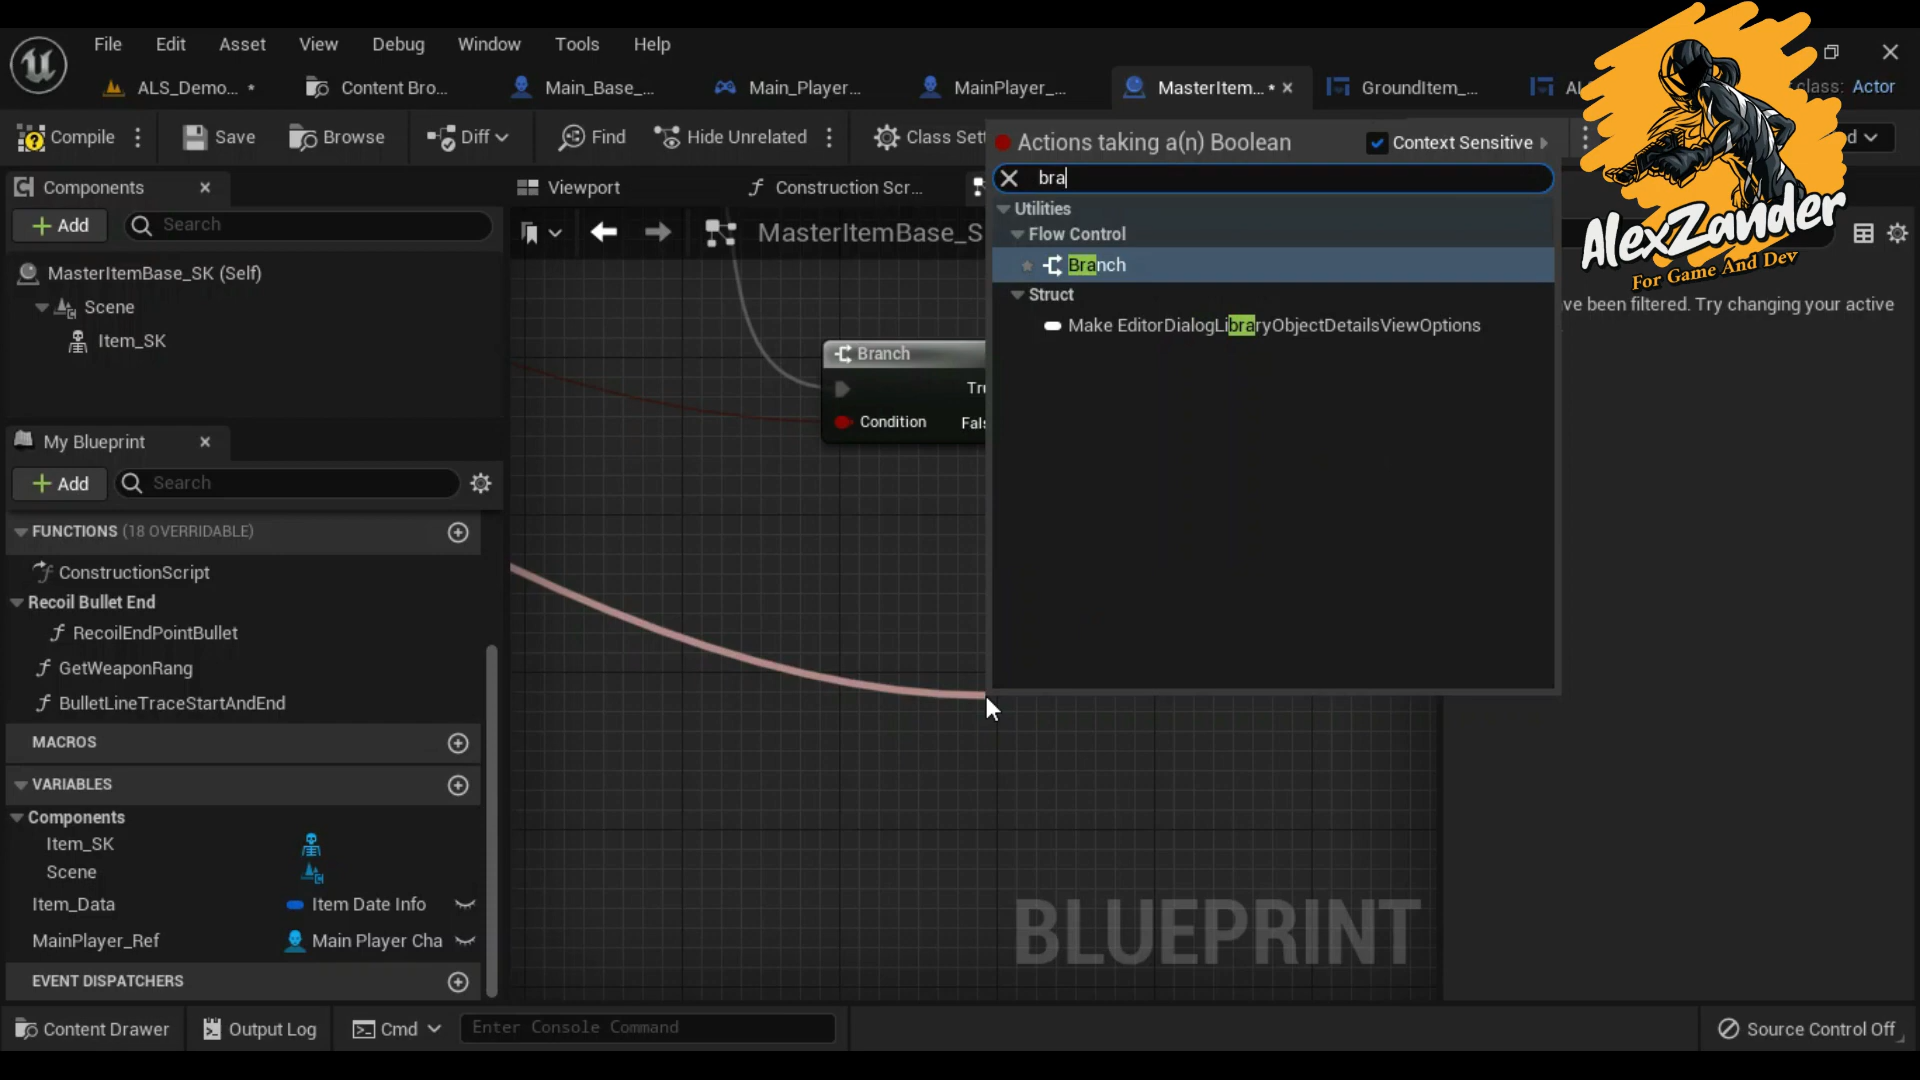 File Edit Asset View Debug Window Tools Help
ALS_Demo... • Content Bro... Main_Base_... Main_Player... MainPlayer_... MasterItem... • GroundItem_... class: Actor
Compile Save Browse Diff Find Hide Unrelated Class Sett
Actions taking a(n) Boolean Context Sensitive
bra
Utilities
Flow Control
Branch
Struct
Make EditorDialogLibraryObjectDetailsViewOptions
AlexZander
For Game And Dev
ve been filtered. Try changing your active
Components
Add Search
MasterItemBase_SK (Self)
Scene
Item_SK
Viewport Construction Scr...
MasterItemBase_S
Branch
Tru
Condition Fals
My Blueprint
Add Search
FUNCTIONS (18 OVERRIDABLE)
ConstructionScript
Recoil Bullet End
RecoilEndPointBullet
GetWeaponRang
BulletLineTraceStartAndEnd
MACROS
VARIABLES
Components
Item_SK
Scene
Item_Data Item Date Info
MainPlayer_Ref Main Player Cha
EVENT DISPATCHERS
BLUEPRINT
Content Drawer Output Log Cmd Enter Console Command Source Control Off